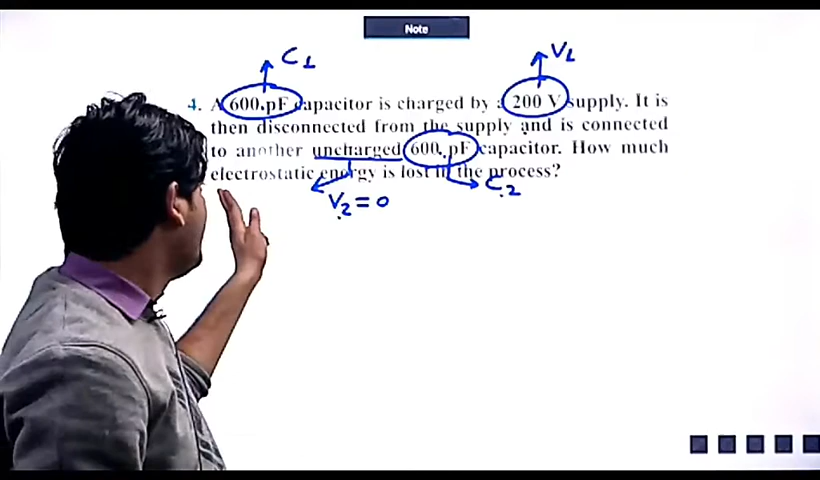 Note
C₁
V₁
4. A 600 pF capacitor is charged by a 200 V supply. It is
then disconnected from the supply and is connected
to another uncharged 600 pF capacitor. How much
electrostatic energy is lost in the process?
V₂ = 0
C₂